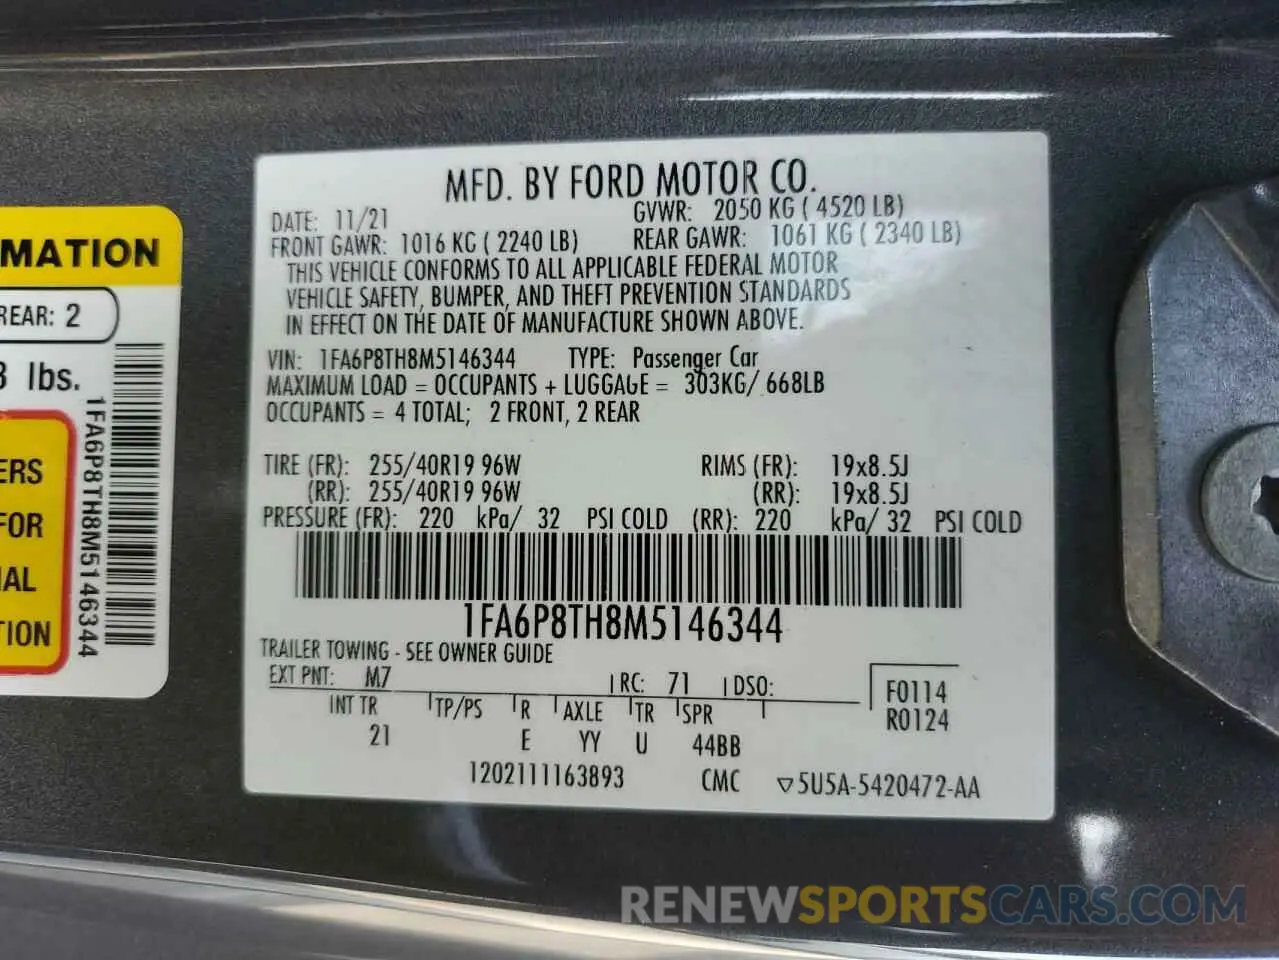 MATION
REAR: 2
lbs.
ERS
FOR
IAL
TION
1FA6P8TH8M5146344
MFD. BY FORD MOTOR CO.
DATE: 11/21 GVWR: 2050 KG ( 4520 LB)
FRONT GAWR: 1016 KG ( 2240 LB) REAR GAWR: 1061 KG ( 2340 LB)
THIS VEHICLE CONFORMS TO ALL APPLICABLE FEDERAL MOTOR
VEHICLE SAFETY, BUMPER, AND THEFT PREVENTION STANDARDS
IN EFFECT ON THE DATE OF MANUFACTURE SHOWN ABOVE.
VIN: 1FA6P8TH8M5146344 TYPE: Passenger Car
MAXIMUM LOAD = OCCUPANTS + LUGGAGE = 303KG/ 668LB
OCCUPANTS = 4 TOTAL; 2 FRONT, 2 REAR
TIRE (FR): 255/40R19 96W RIMS (FR): 19x8.5J
(RR): 255/40R19 96W (RR): 19x8.5J
PRESSURE (FR): 220 kPa/ 32 PSI COLD (RR): 220 kPa/ 32 PSI COLD
1FA6P8TH8M5146344
TRAILER TOWING - SEE OWNER GUIDE
EXT PNT: M7 RC: 71 DSO:
INT TR TP/PS R AXLE TR SPR F0114
21 E YY U 44BB R0124
1202111163893 CMC ▽5U5A-5420472-AA
RENEWSPORTSCARS.COM